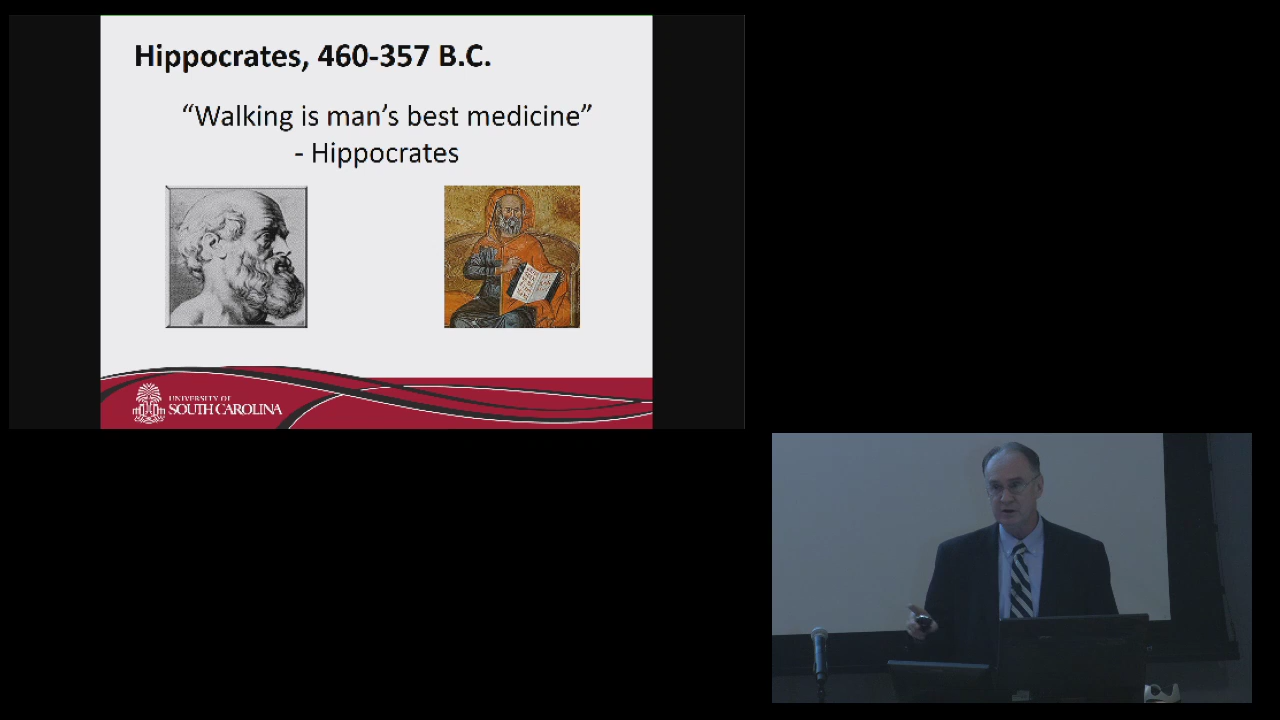 Hippocrates, 460-357 B.C.
“Walking is man’s best medicine”
- Hippocrates
UNIVERSITY OF
SOUTH CAROLINA